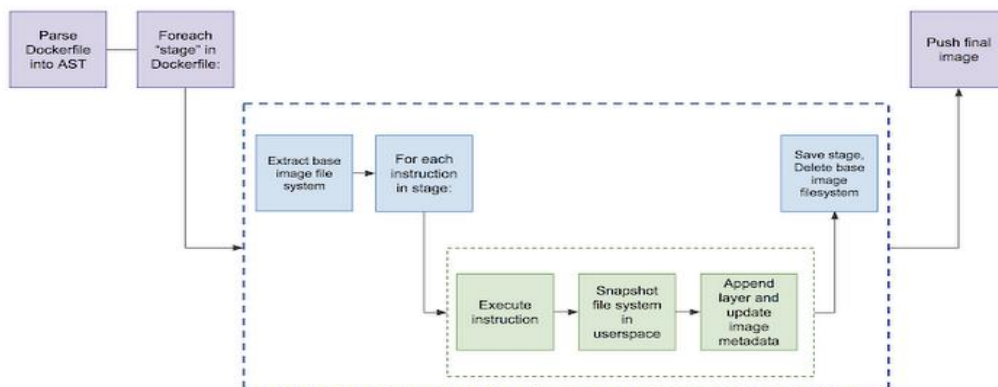 Parse
Dockerfile
into AST
Foreach
"stage" in
Dockerfile:
Push final
image
Extract base
image file
system
For each
instruction
in stage:
Save stage,
Delete base
image
filesystem
Execute
instruction
Snapshot
file system
in
userspace
Append
layer and
update
image
metadata